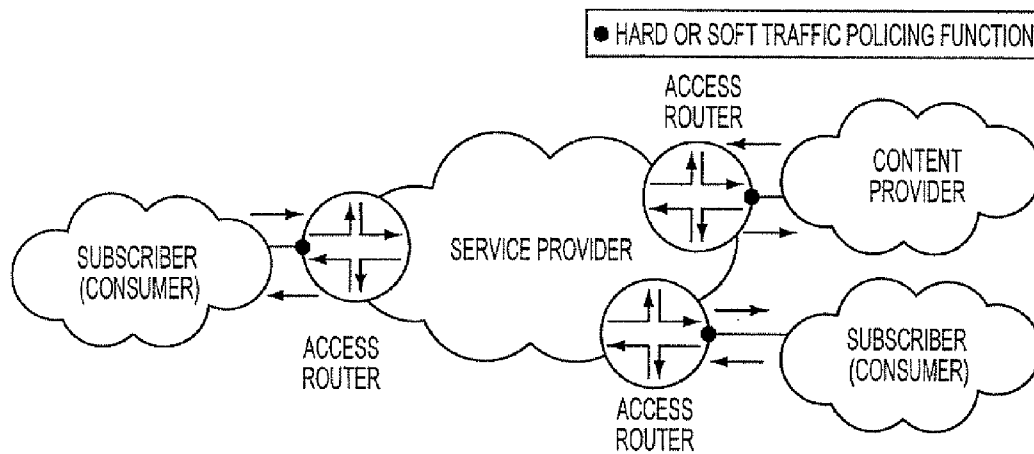 ● HARD OR SOFT TRAFFIC POLICING FUNCTION
ACCESS
ROUTER
CONTENT
PROVIDER
SUBSCRIBER
(CONSUMER)
SERVICE PROVIDER
ACCESS
ROUTER
SUBSCRIBER
(CONSUMER)
ACCESS
ROUTER